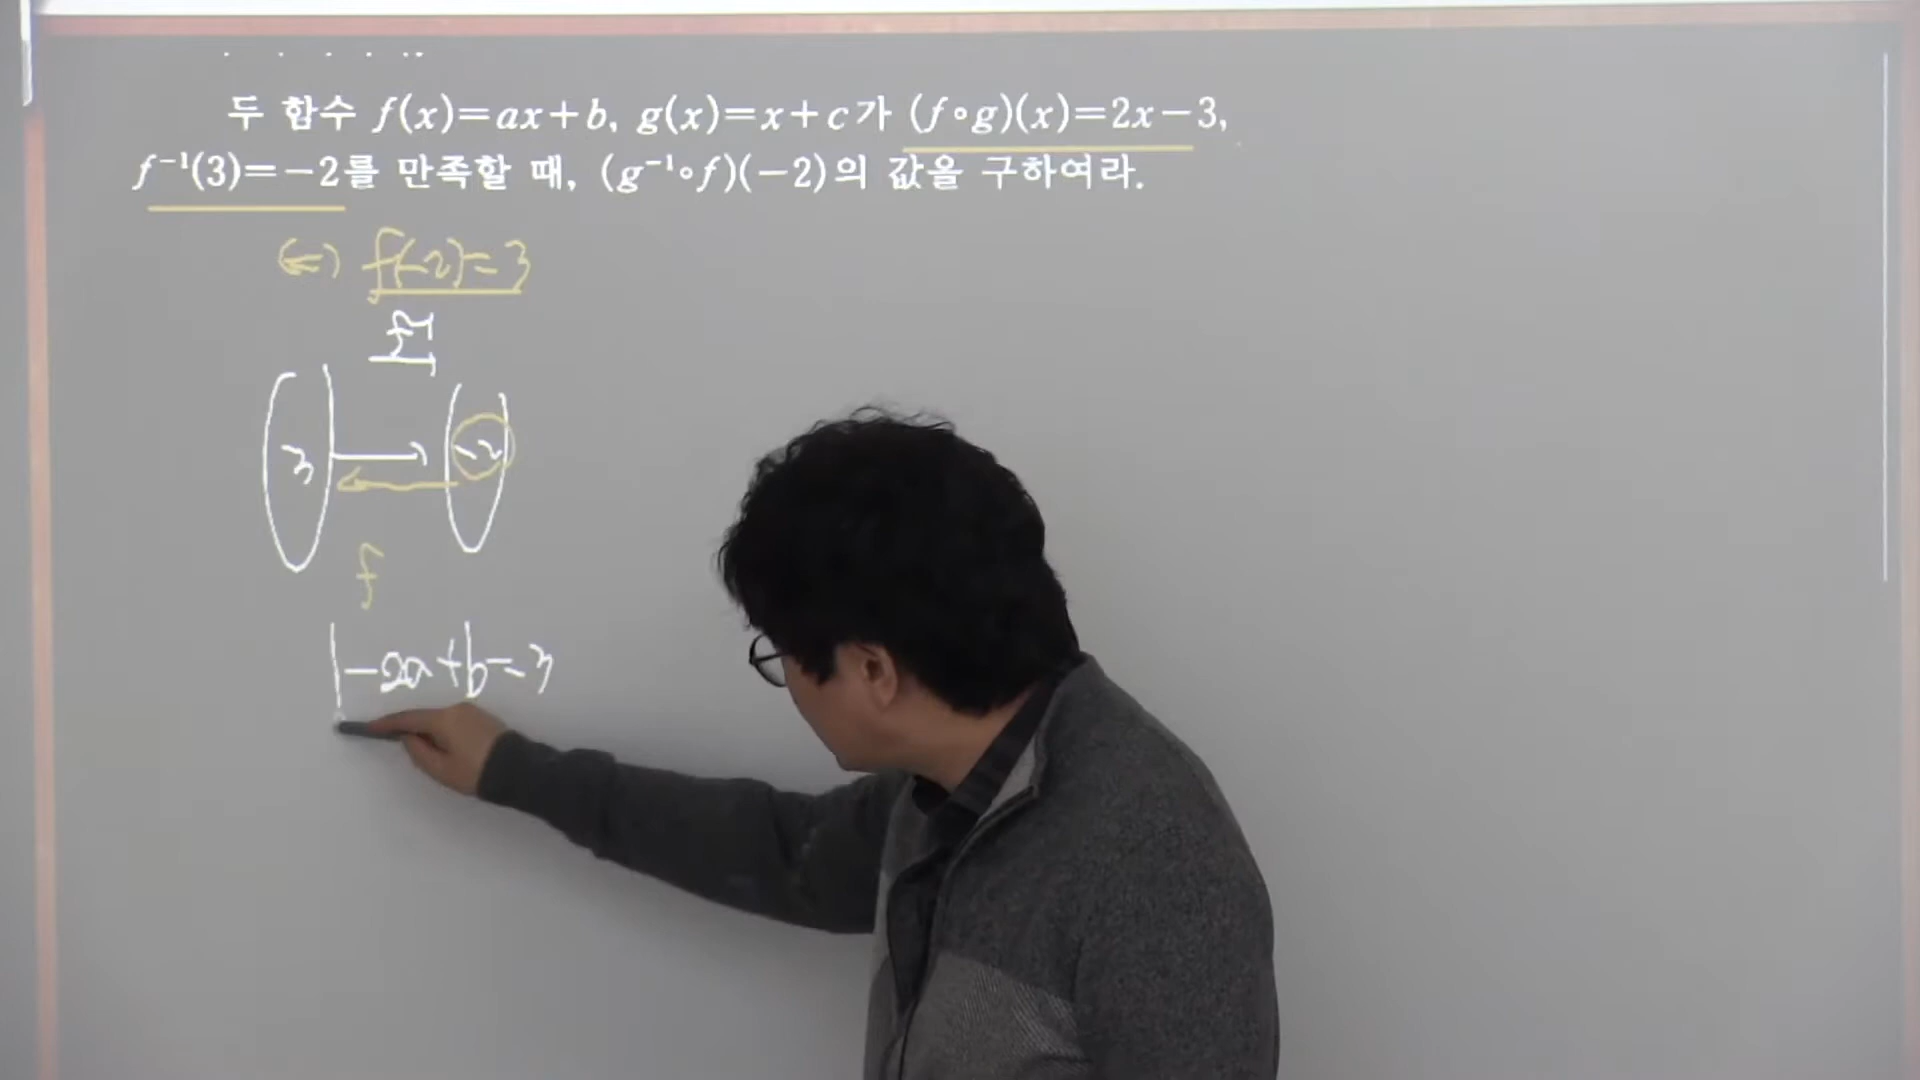 두 함수 f(x)=ax+b, g(x)=x+c가 (f∘g)(x)=2x−3,
f⁻¹(3)=−2를 만족할 때, (g⁻¹∘f)(−2)의 값을 구하여라.
(⇐) f(-2)=3
f⁻¹
3 -2
f
-2a+b=3